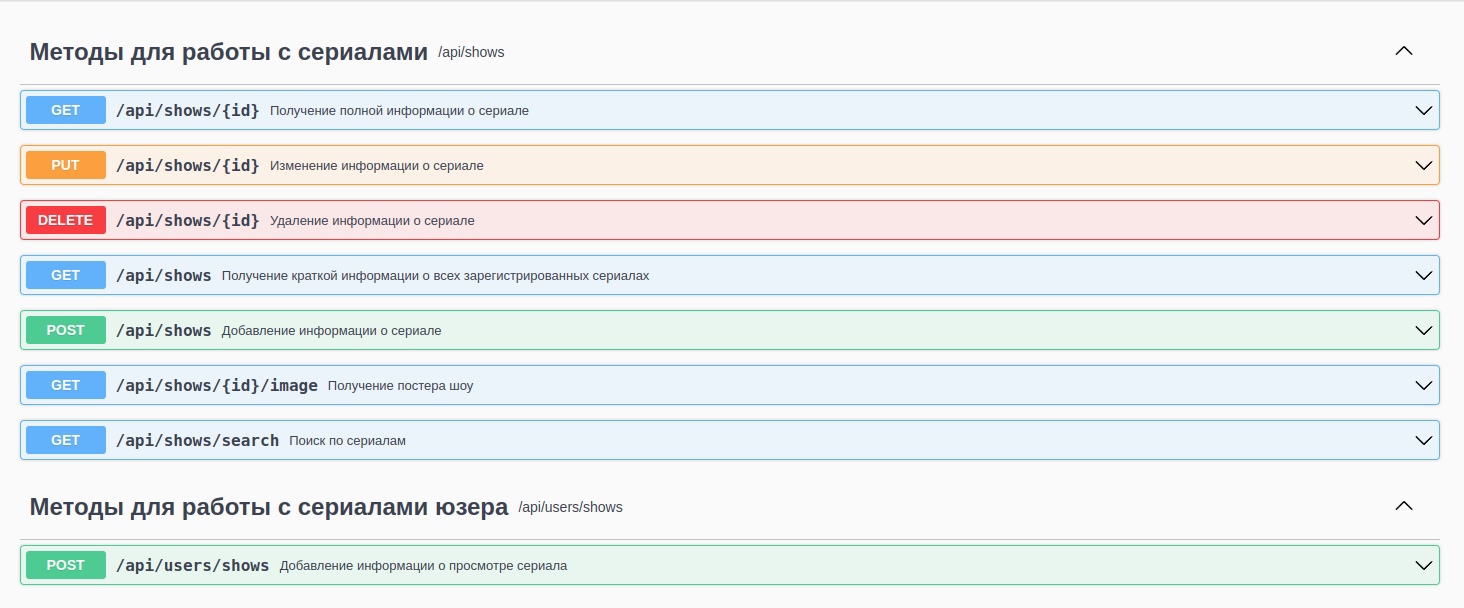 Методы для работы с сериалами /api/shows
GET /api/shows/{id} Получение полной информации о сериале
PUT /api/shows/{id} Изменение информации о сериале
DELETE /api/shows/{id} Удаление информации о сериале
GET /api/shows Получение краткой информации о всех зарегистрированных сериалах
POST /api/shows Добавление информации о сериале
GET /api/shows/{id}/image Получение постера шоу
GET /api/shows/search Поиск по сериалам
Методы для работы с сериалами юзера /api/users/shows
POST /api/users/shows Добавление информации о просмотре сериала